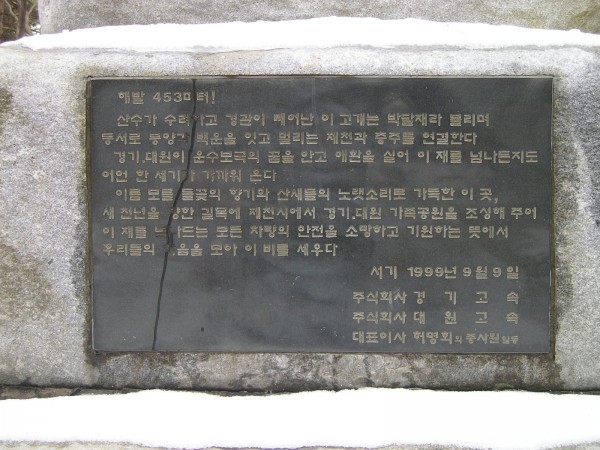 해발 453미터!
산수가 수려하고 경관이 빼어난 이 고개는 박달재라 불리며
동서로 봉양과 백운을 잇고 멀리는 제천과 충주를 연결한다
경기.대원이 운수보국의 꿈을 안고 애환을 실어 이 재를 넘나든지도
어언 한 세기가 가까워 온다
이름 모를 들꽃의 향기와 산새들의 노랫소리로 가득한 이 곳,
새 천년을 향한 길목에 제천시에서 경기.대원 가족공원을 조성해 주어
이 재를 넘나드는 모든 차량의 안전을 소망하고 기원하는 뜻에서
우리들의 마음을 모아 이 비를 세우다
서기 1999년 9월 9일
주식회사 경 기 고 속
주식회사 대 원 고 속
대표이사 허명회외 종사원일동